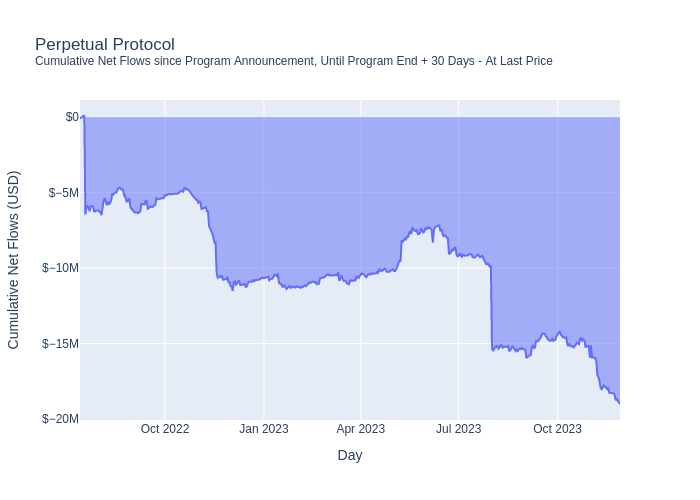 Perpetual Protocol
Cumulative Net Flows since Program Announcement, Until Program End + 30 Days - At Last Price
Cumulative Net Flows (USD)
$0
$−5M
$−10M
$−15M
$−20M
Oct 2022
Jan 2023
Apr 2023
Jul 2023
Oct 2023
Day